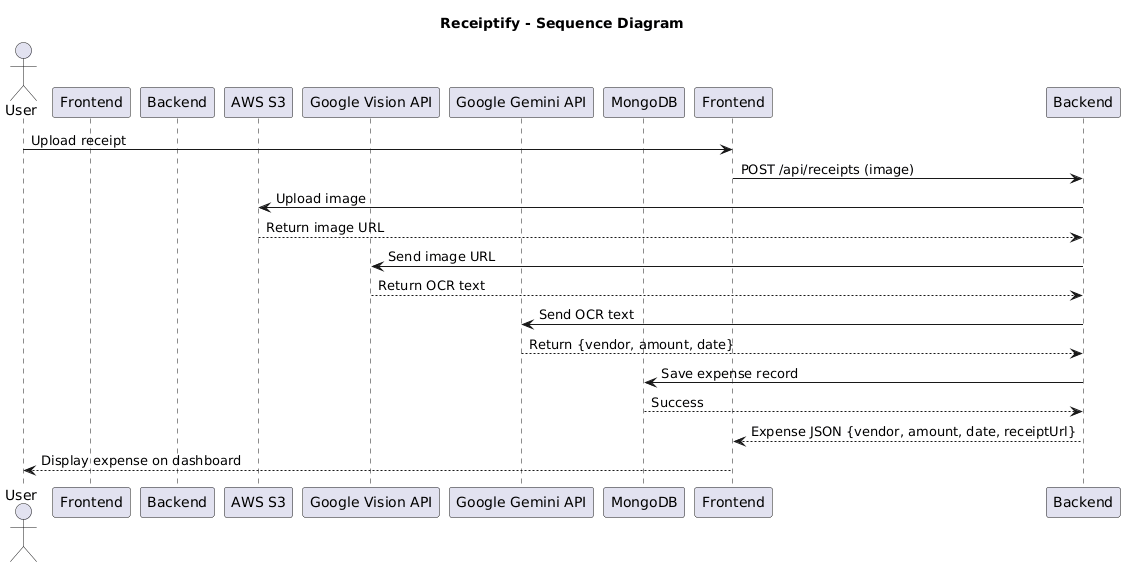 Receiptify - Sequence Diagram
User
Frontend
Backend
AWS S3
Google Vision API
Google Gemini API
MongoDB
Frontend
Backend
Upload receipt
POST /api/receipts (image)
Upload image
Return image URL
Send image URL
Return OCR text
Send OCR text
Return {vendor, amount, date}
Save expense record
Success
Expense JSON {vendor, amount, date, receiptUrl}
Display expense on dashboard
User
Frontend
Backend
AWS S3
Google Vision API
Google Gemini API
MongoDB
Frontend
Backend